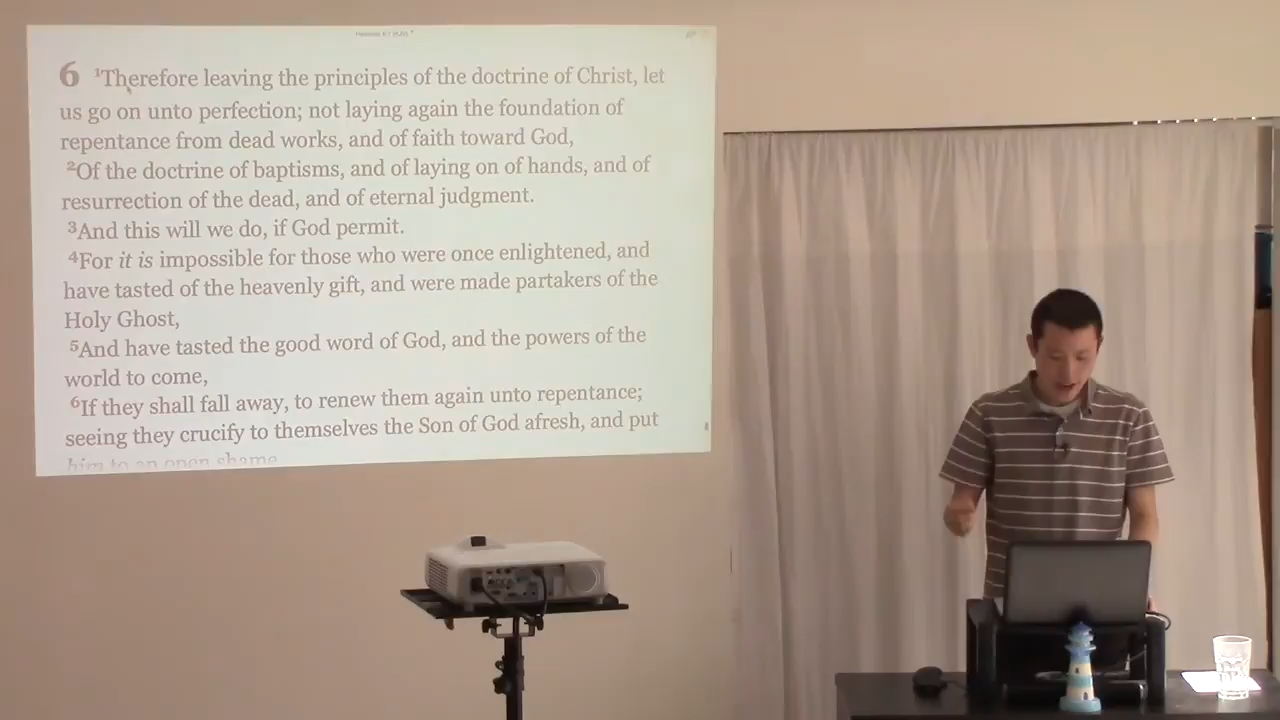 6 ¹Therefore leaving the principles of the doctrine of Christ, let
us go on unto perfection; not laying again the foundation of
repentance from dead works, and of faith toward God,
²Of the doctrine of baptisms, and of laying on of hands, and of
resurrection of the dead, and of eternal judgment.
³And this will we do, if God permit.
⁴For it is impossible for those who were once enlightened, and
have tasted of the heavenly gift, and were made partakers of the
Holy Ghost,
⁵And have tasted the good word of God, and the powers of the
world to come,
⁶If they shall fall away, to renew them again unto repentance;
seeing they crucify to themselves the Son of God afresh, and put
him to an open shame